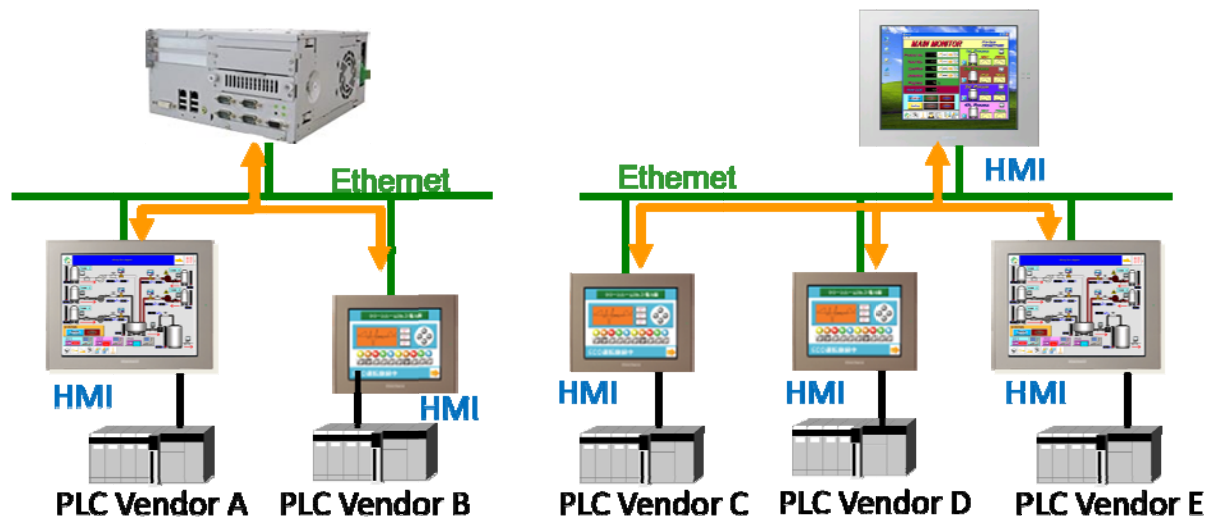 MAIN MONITOR
HMI
Ethernet
Ethernet
HMI
HMI
HMI
HMI
HMI
PLC Vendor A
PLC Vendor B
PLC Vendor C
PLC Vendor D
PLC Vendor E